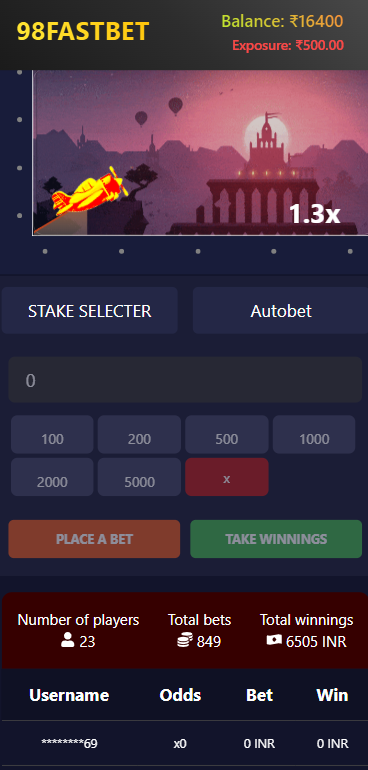 98FASTBET
Balance: ₹16400
Exposure: ₹500.00
1.3x
STAKE SELECTER Autobet
0
100 200 500 1000
2000 5000 x
PLACE A BET TAKE WINNINGS
Number of players Total bets Total winnings
23 849 6505 INR
Username Odds Bet Win
********69 x0 0 INR 0 INR